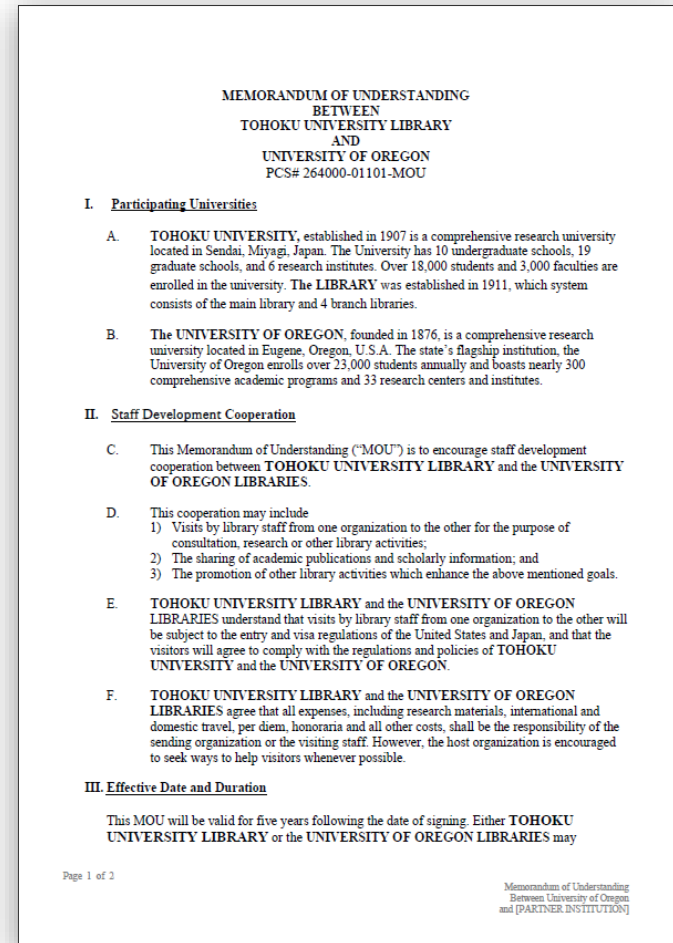 MEMORANDUM OF UNDERSTANDING
BETWEEN
TOHOKU UNIVERSITY LIBRARY
AND
UNIVERSITY OF OREGON
PCS# 264000-01101-MOU
I. Participating Universities
A. TOHOKU UNIVERSITY, established in 1907 is a comprehensive research university
located in Sendai, Miyagi, Japan. The University has 10 undergraduate schools, 19
graduate schools, and 6 research institutes. Over 18,000 students and 3,000 faculties are
enrolled in the university. The LIBRARY was established in 1911, which system
consists of the main library and 4 branch libraries.
B. The UNIVERSITY OF OREGON, founded in 1876, is a comprehensive research
university located in Eugene, Oregon, U.S.A. The state's flagship institution, the
University of Oregon enrolls over 23,000 students annually and boasts nearly 300
comprehensive academic programs and 33 research centers and institutes.
II. Staff Development Cooperation
C. This Memorandum of Understanding ("MOU") is to encourage staff development
cooperation between TOHOKU UNIVERSITY LIBRARY and the UNIVERSITY
OF OREGON LIBRARIES.
D. This cooperation may include
1) Visits by library staff from one organization to the other for the purpose of
consultation, research or other library activities;
2) The sharing of academic publications and scholarly information; and
3) The promotion of other library activities which enhance the above mentioned goals.
E. TOHOKU UNIVERSITY LIBRARY and the UNIVERSITY OF OREGON
LIBRARIES understand that visits by library staff from one organization to the other will
be subject to the entry and visa regulations of the United States and Japan, and that the
visitors will agree to comply with the regulations and policies of TOHOKU
UNIVERSITY and the UNIVERSITY OF OREGON.
F. TOHOKU UNIVERSITY LIBRARY and the UNIVERSITY OF OREGON
LIBRARIES agree that all expenses, including research materials, international and
domestic travel, per diem, honoraria and all other costs, shall be the responsibility of the
sending organization or the visiting staff. However, the host organization is encouraged
to seek ways to help visitors whenever possible.
III. Effective Date and Duration
This MOU will be valid for five years following the date of signing. Either TOHOKU
UNIVERSITY LIBRARY or the UNIVERSITY OF OREGON LIBRARIES may
Page 1 of 2
Memorandum of Understanding
Between University of Oregon
and [PARTNER INSTITUTION]